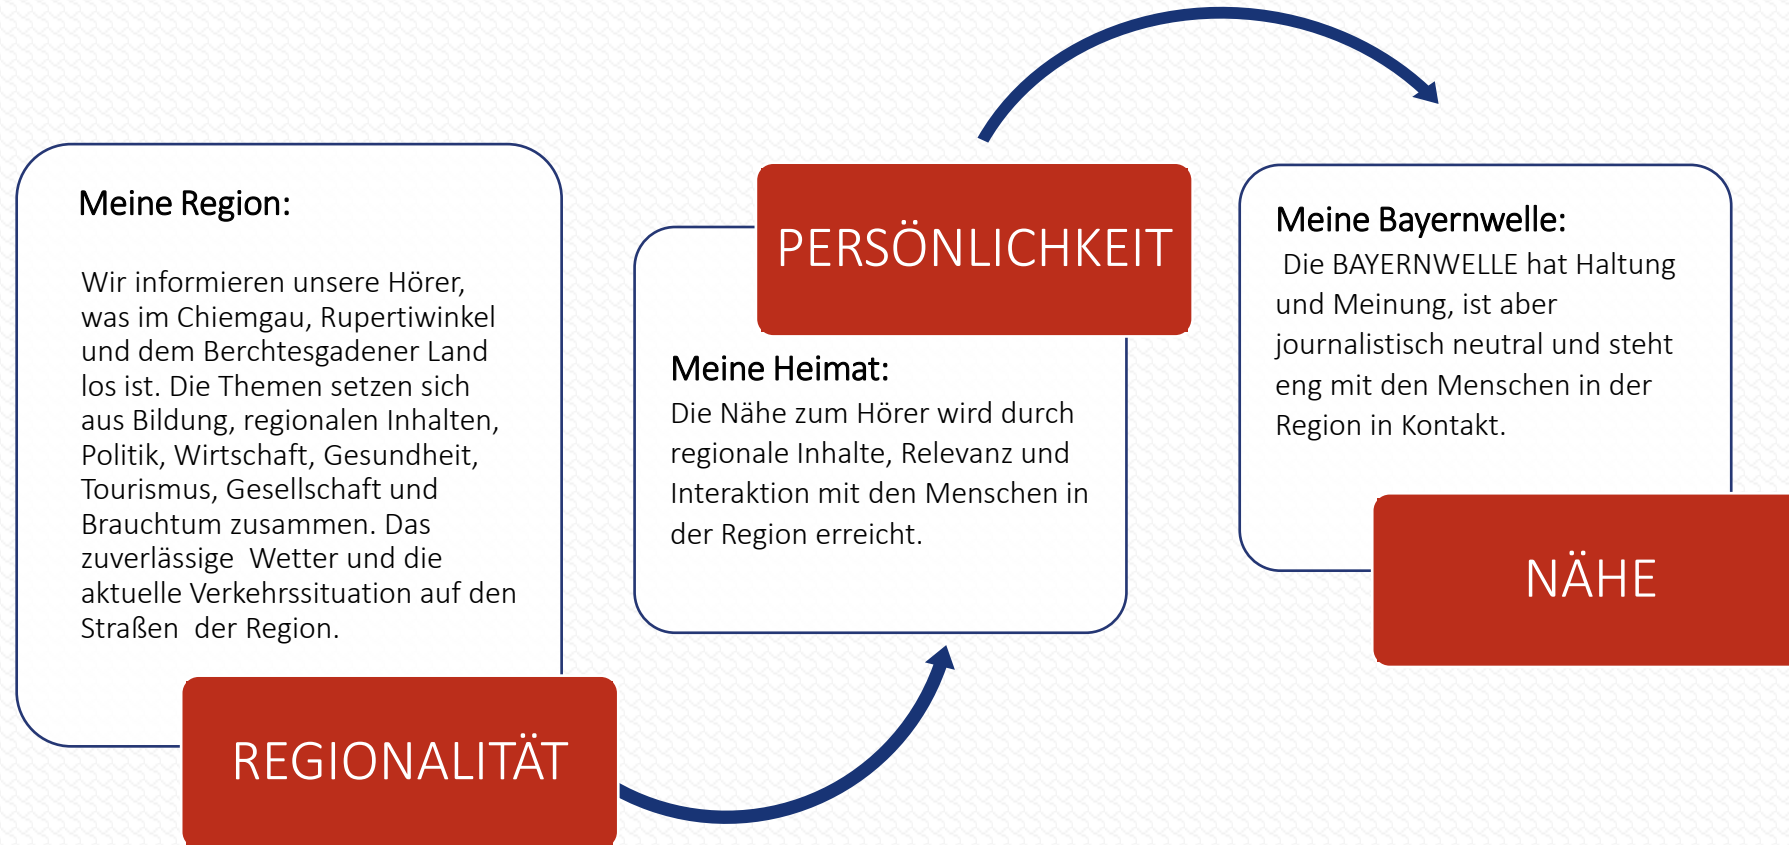 Meine Region:
Wir informieren unsere Hörer,
was im Chiemgau, Rupertiwinkel
und dem Berchtesgadener Land
los ist. Die Themen setzen sich
aus Bildung, regionalen Inhalten,
Politik, Wirtschaft, Gesundheit,
Tourismus, Gesellschaft und
Brauchtum zusammen. Das
zuverlässige  Wetter und die
aktuelle Verkehrssituation auf den
Straßen  der Region.
REGIONALITÄT
PERSÖNLICHKEIT
Meine Heimat:
Die Nähe zum Hörer wird durch
regionale Inhalte, Relevanz und
Interaktion mit den Menschen in
der Region erreicht.
Meine Bayernwelle:
Die BAYERNWELLE hat Haltung
und Meinung, ist aber
journalistisch neutral und steht
eng mit den Menschen in der
Region in Kontakt.
NÄHE